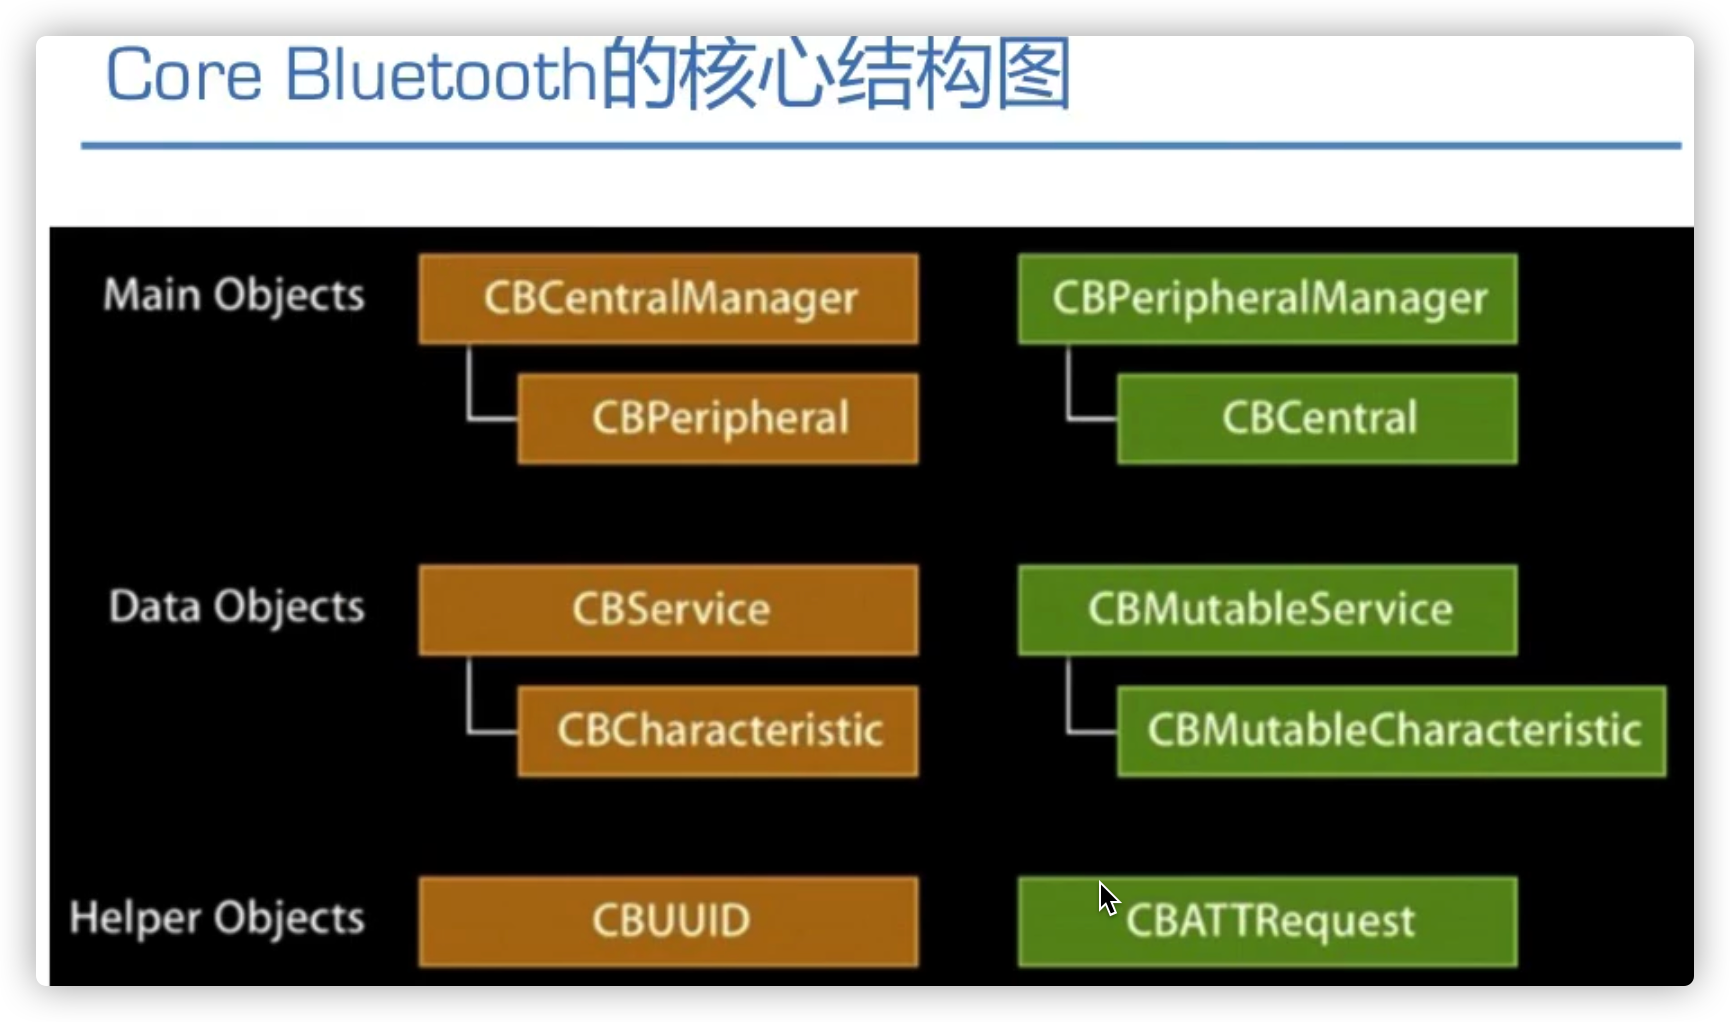 Core Bluetooth的核心结构图
Main Objects
CBCentralManager
CBPeripheralManager
CBPeripheral
CBCentral
Data Objects
CBService
CBMutableService
CBCharacteristic
CBMutableCharacteristic
Helper Objects
CBUUID
CBATTRequest